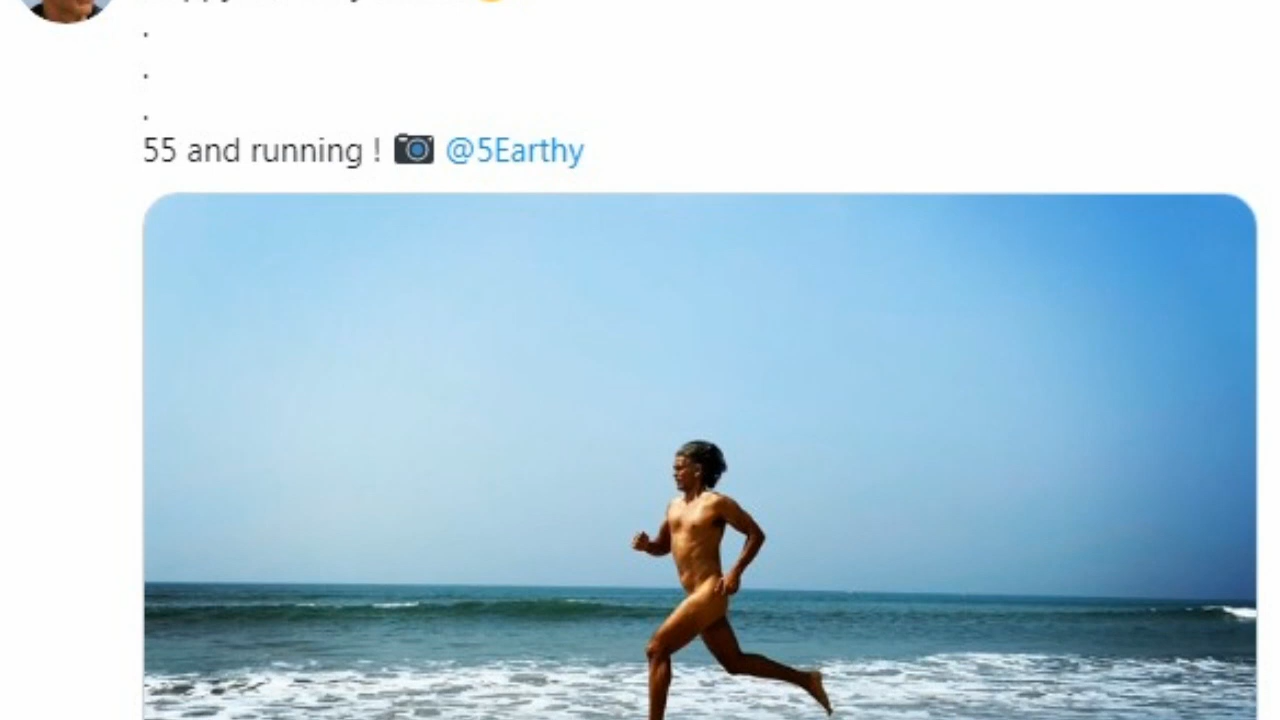 .
.
.
55 and running ! 📷 @5Earthy